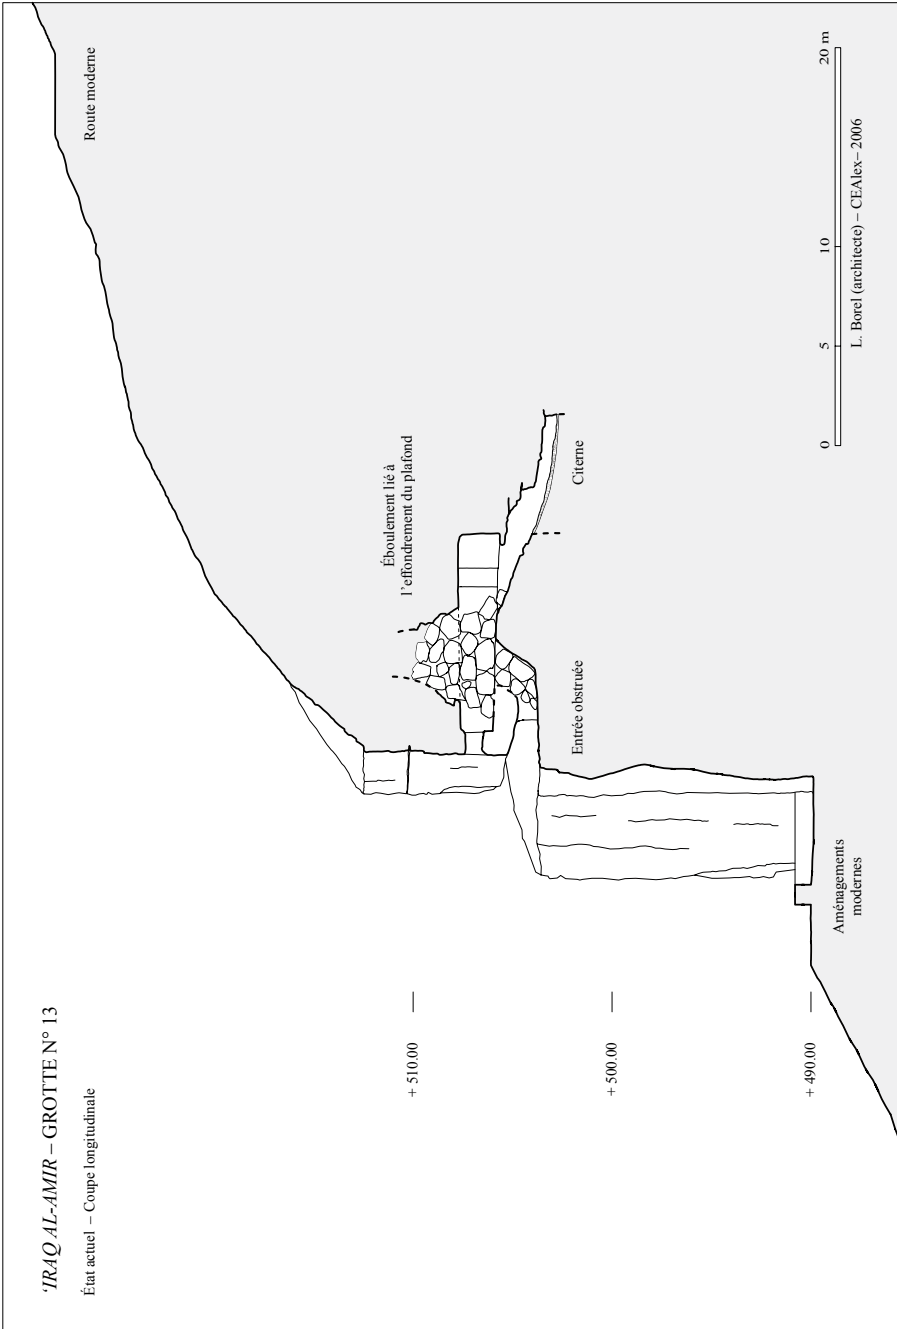 ‘IRAQ AL-AMIR – GROTTE N° 13
État actuel – Coupe longitudinale
Route moderne
Éboulement lié à
l’effondrement du plafond
+ 510.00
+ 500.00
+ 490.00
Entrée obstruée
Citerne
Aménagements
modernes
0 5 10 20 m
L. Borel (architecte) – CEAlex– 2006